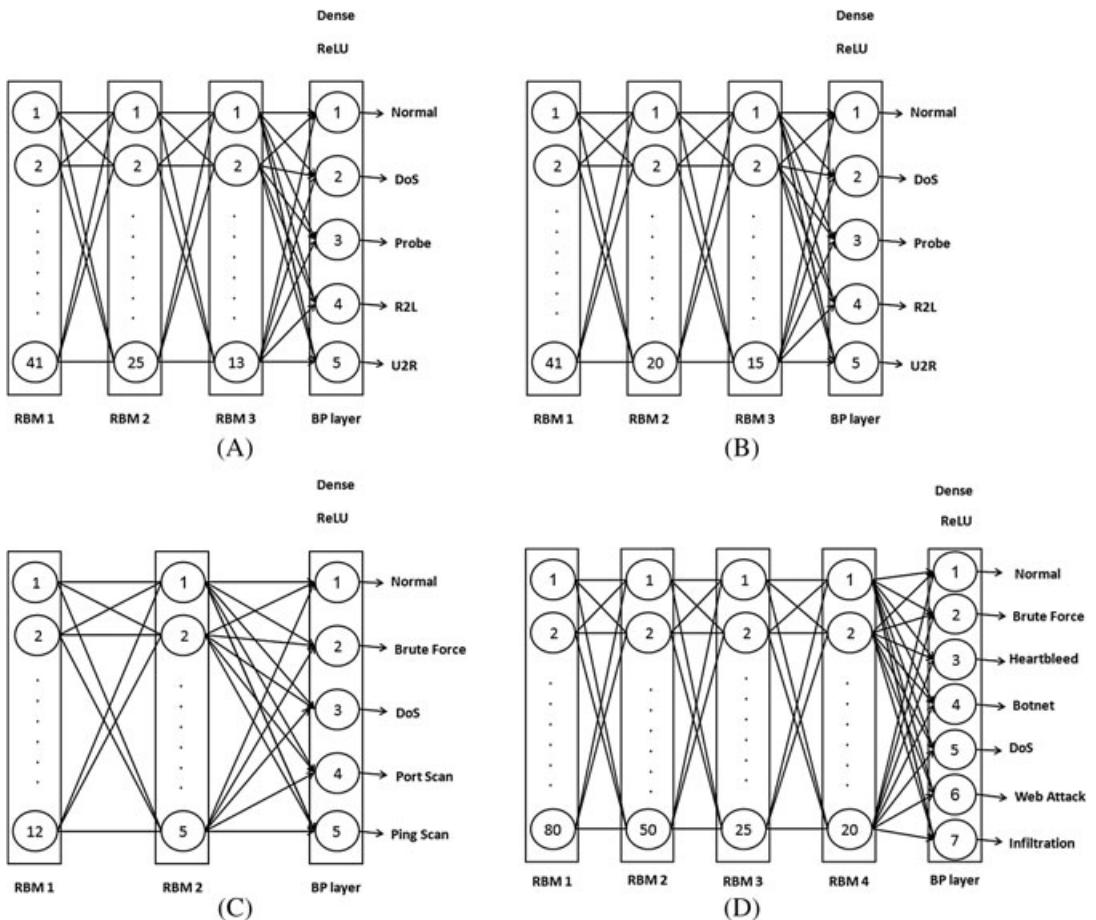 Dense
ReLU
1 1 1 1 Normal
2 2 2 2 DoS
3 Probe
4 R2L
41 25 13 5 U2R
RBM 1 RBM 2 RBM 3 BP layer
(A)
Dense
ReLU
1 1 1 1 Normal
2 2 2 2 DoS
3 Probe
4 R2L
41 20 15 5 U2R
RBM 1 RBM 2 RBM 3 BP layer
(B)
Dense
ReLU
1 1 1 Normal
2 2 2 Brute Force
3 DoS
4 Port Scan
12 5 5 Ping Scan
RBM 1 RBM 2 BP layer
(C)
Dense
ReLU
1 1 1 1 1 Normal
2 2 2 2 2 Brute Force
3 Heartbleed
4 Botnet
5 DoS
6 Web Attack
80 50 25 20 7 Infiltration
RBM 1 RBM 2 RBM 3 RBM 4 BP layer
(D)